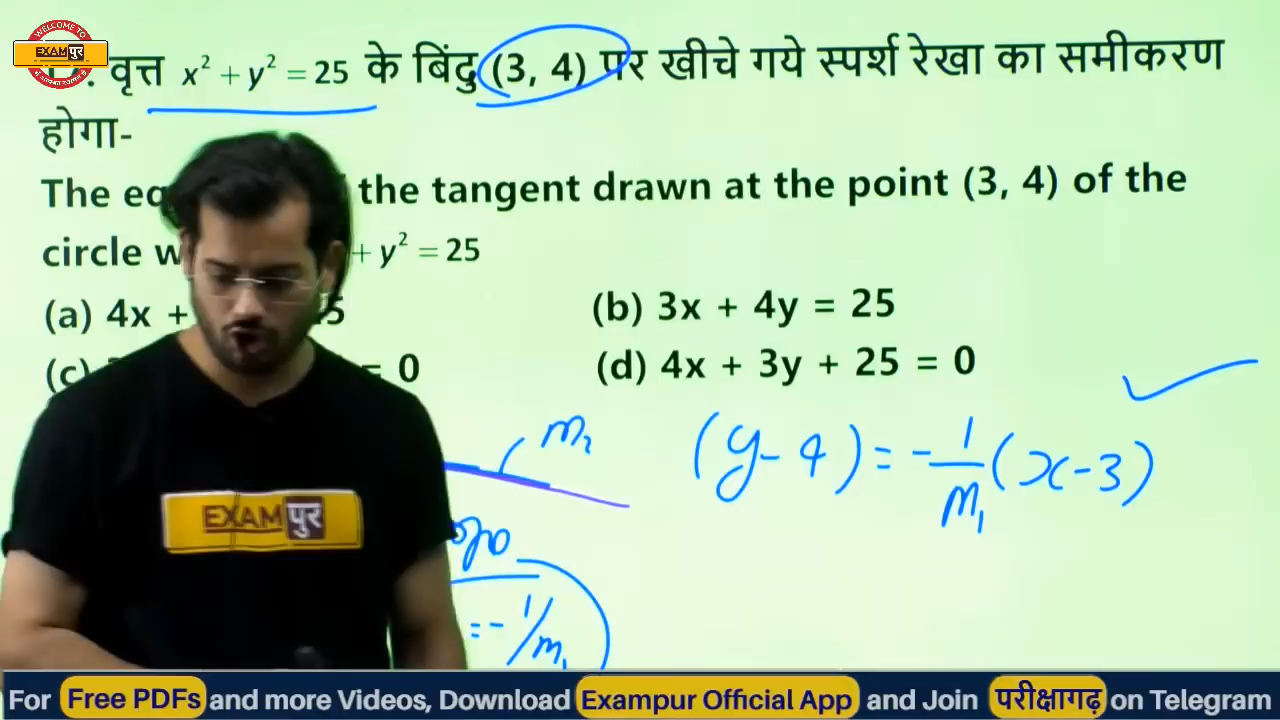 WELCOME TO
EXAMपुर
वृत्त x² + y² = 25 के बिंदु (3, 4) पर खीचे गये स्पर्श रेखा का समीकरण
होगा-
The the tangent drawn at the point (3, 4) of the
circle + y² = 25
(a) 4x + 5
(b) 3x + 4y = 25
(c) = 0
(d) 4x + 3y + 25 = 0
m₂
(y - 4) = -1/m₁ (x - 3)
= - 1/m₁
EXAMपुर
For Free PDFs and more Videos, Download Exampur Official App and Join परीक्षागढ़ on Telegram